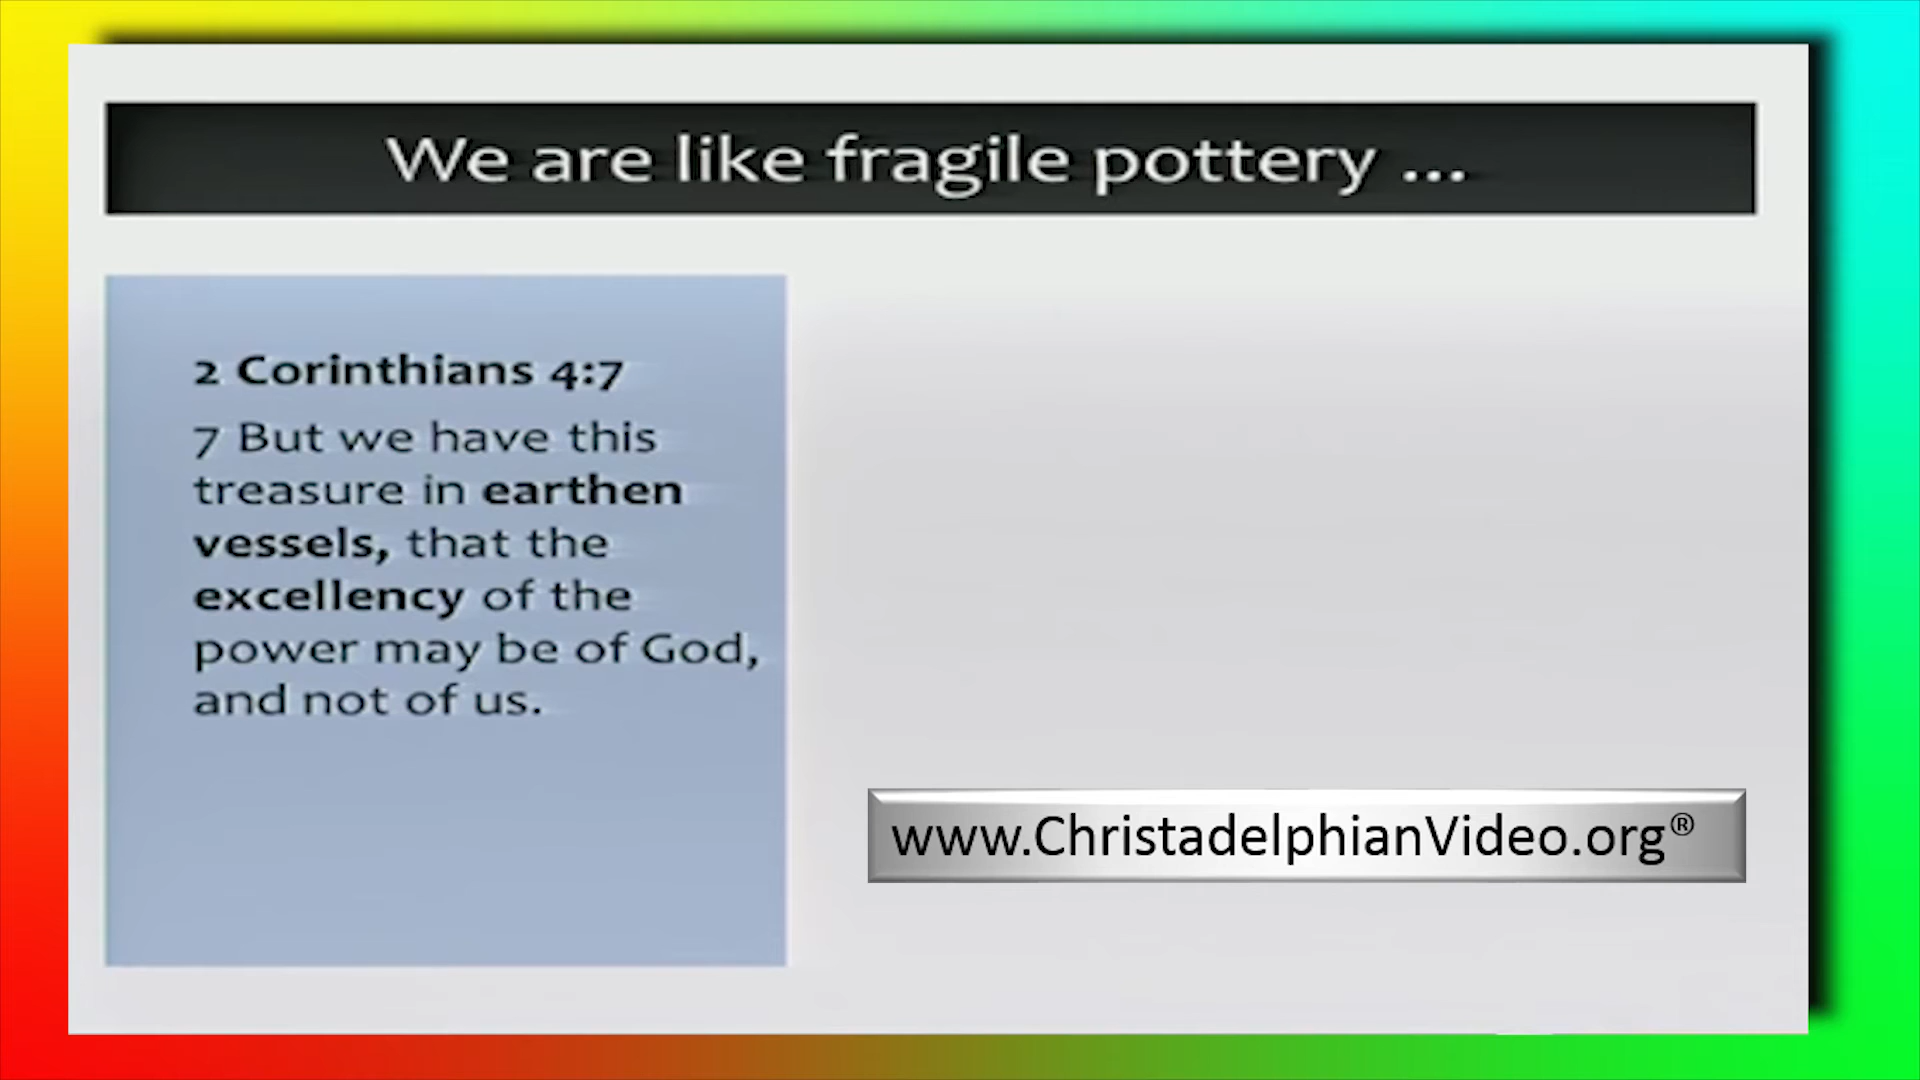 We are like fragile pottery ...
2 Corinthians 4:7
7 But we have this
treasure in earthen
vessels, that the
excellency of the
power may be of God,
and not of us.
www.ChristadelphianVideo.org®